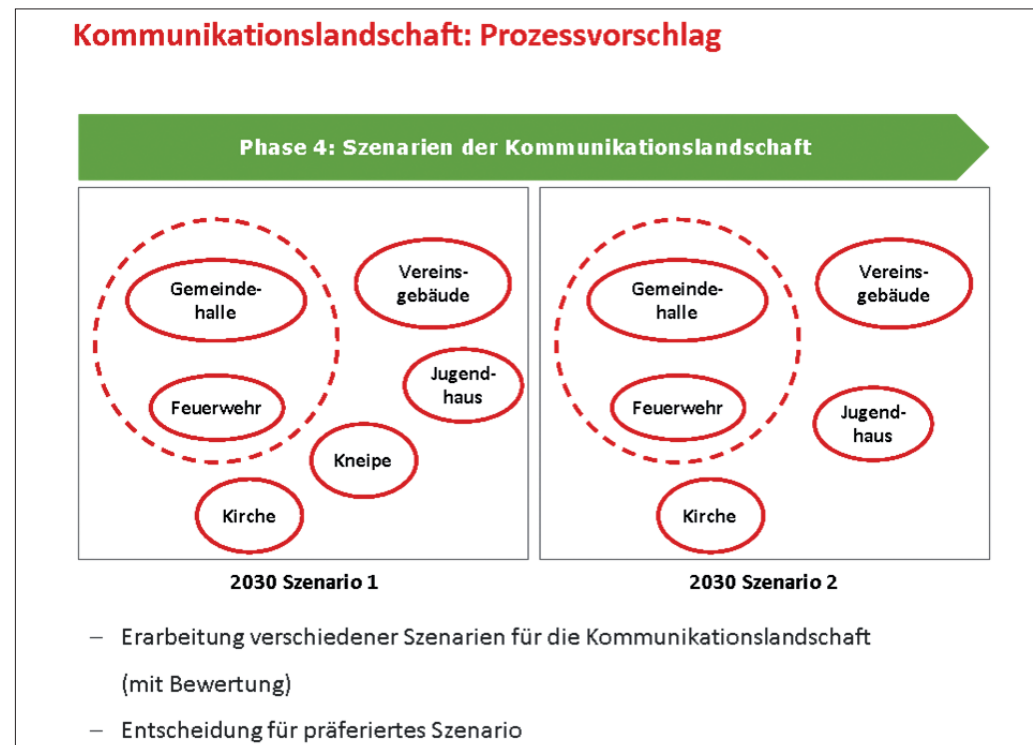 Kommunikationslandschaft: Prozessvorschlag
Phase 4: Szenarien der Kommunikationslandschaft
Gemeinde-
halle
Feuerwehr
Vereins-
gebäude
Jugend-
haus
Kneipe
Kirche
2030 Szenario 1
Gemeinde-
halle
Feuerwehr
Vereins-
gebäude
Jugend-
haus
Kirche
2030 Szenario 2
– Erarbeitung verschiedener Szenarien für die Kommunikationslandschaft
(mit Bewertung)
– Entscheidung für präferiertes Szenario